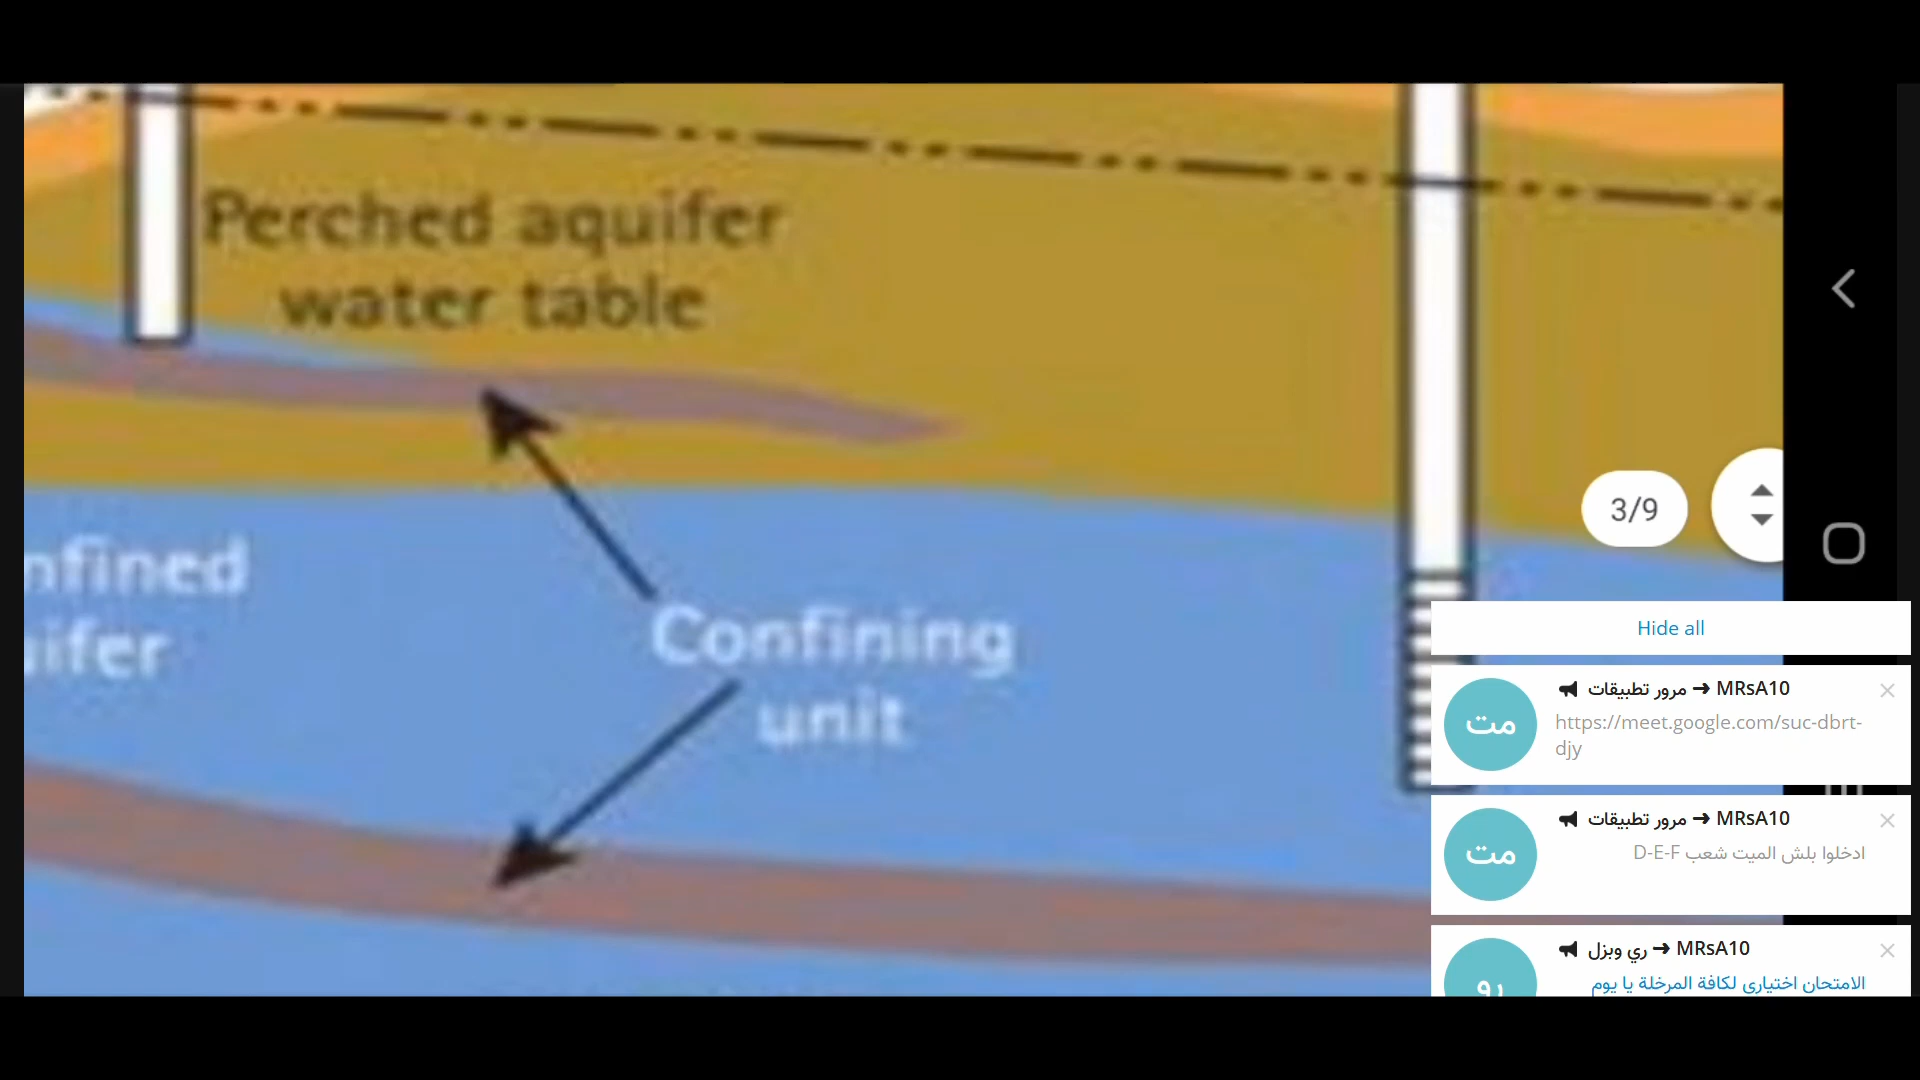 Perched aquifer
water table
nfined
uifer
Confining
unit
3/9
Hide all
مرور تطبيقات → MRsA10
https://meet.google.com/suc-dbrt-
djy
مت
مرور تطبيقات → MRsA10
ادخلوا بلش الميت شعب D-E-F
مت
ري وبزل → MRsA10
الامتحان اختياري لكافة المرخلة يا يوم
رو